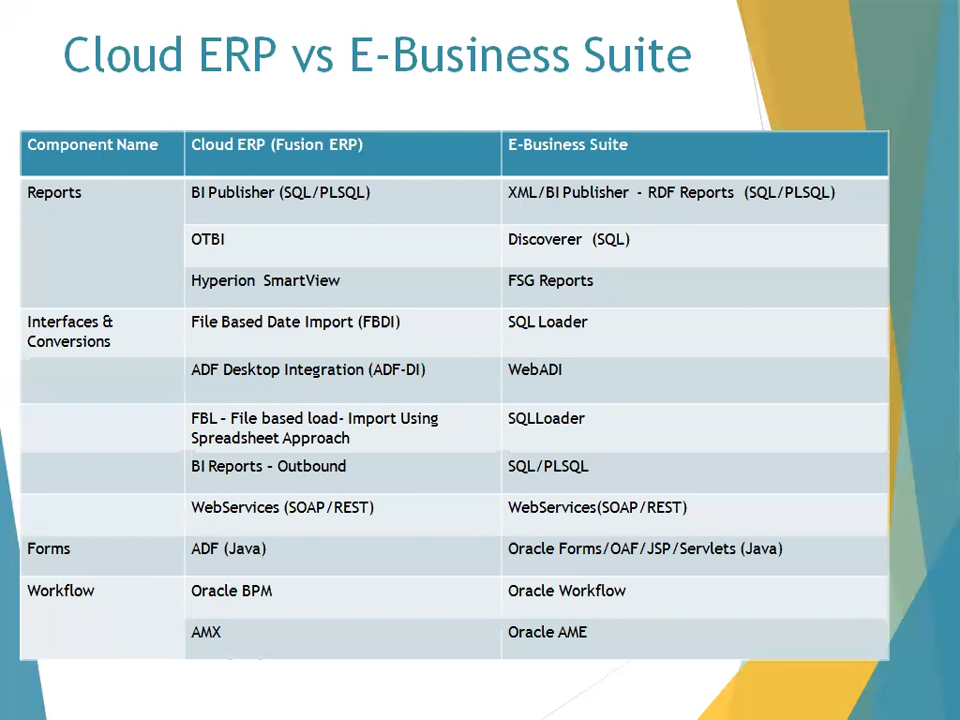 Cloud ERP vs E-Business Suite
Component Name Cloud ERP (Fusion ERP) E-Business Suite
Reports BI Publisher (SQL/PLSQL) XML/BI Publisher - RDF Reports (SQL/PLSQL)
OTBI Discoverer (SQL)
Hyperion SmartView FSG Reports
Interfaces & Conversions File Based Date Import (FBDI) SQL Loader
ADF Desktop Integration (ADF-DI) WebADI
FBL – File based load- Import Using Spreadsheet Approach SQLLoader
BI Reports – Outbound SQL/PLSQL
WebServices (SOAP/REST) WebServices(SOAP/REST)
Forms ADF (Java) Oracle Forms/OAF/JSP/Servlets (Java)
Workflow Oracle BPM Oracle Workflow
AMX Oracle AME